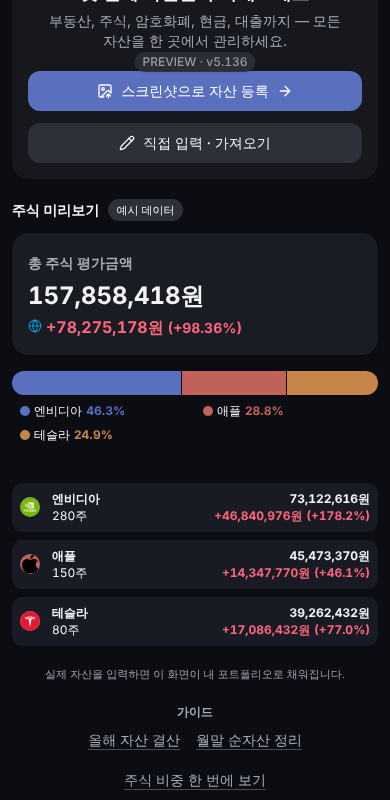 부동산, 주식, 암호화폐, 현금, 대출까지 — 모든
자산을 한 곳에서 관리하세요.
PREVIEW · v5.136
스크린샷으로 자산 등록 →
직접 입력 · 가져오기
주식 미리보기 예시 데이터
총 주식 평가금액
157,858,418원
+78,275,178원 (+98.36%)
엔비디아 46.3% 애플 28.8%
테슬라 24.9%
엔비디아 73,122,616원
280주 +46,840,976원 (+178.2%)
애플 45,473,370원
150주 +14,347,770원 (+46.1%)
테슬라 39,262,432원
80주 +17,086,432원 (+77.0%)
실제 자산을 입력하면 이 화면이 내 포트폴리오로 채워집니다.
가이드
올해 자산 결산 월말 순자산 정리
주식 비중 한 번에 보기